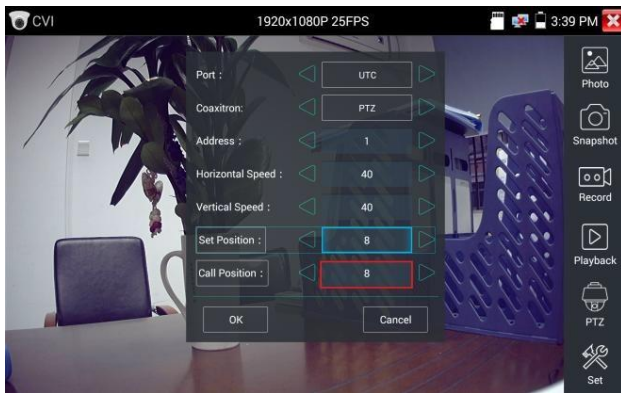 CVI 1920x1080P 25FPS 3:39 PM
Port : UTC
Coaxitron: PTZ
Address : 1
Horizontal Speed : 40
Vertical Speed : 40
Set Position : 8
Call Position : 8
OK Cancel
Photo
Snapshot
Record
Playback
PTZ
Set